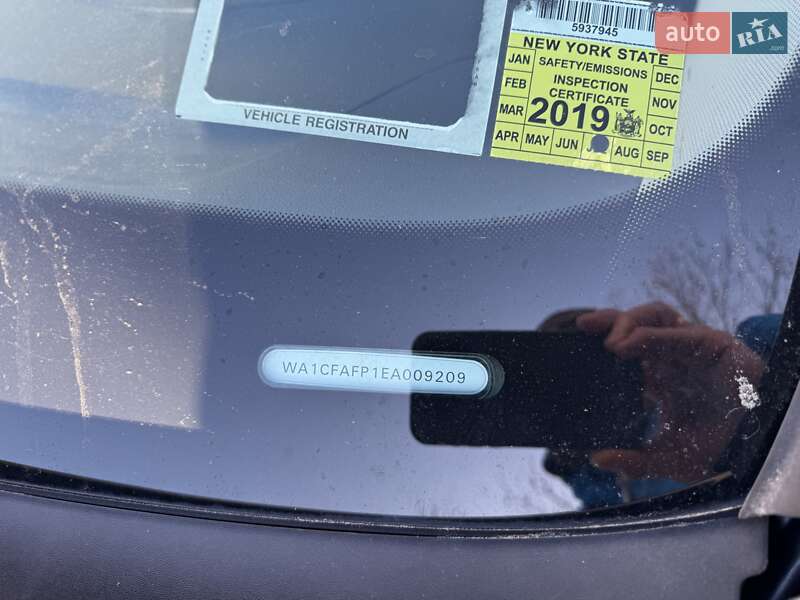 5937945
auto RIA
.com
NEW YORK STATE
JAN SAFETY/EMISSIONS DEC
FEB INSPECTION NOV
CERTIFICATE
MAR 2019 OCT
APR MAY JUN AUG SEP
VEHICLE REGISTRATION
WA1CFAFP1EA009209